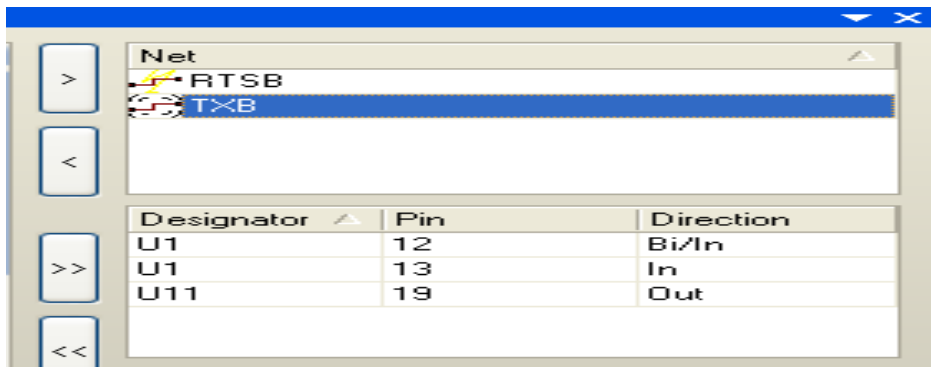 Net
>
RTSB
TXB
<
Designator Pin Direction
U1 12 Bi/In
>>
U1 13 In
U11 19 Out
<<